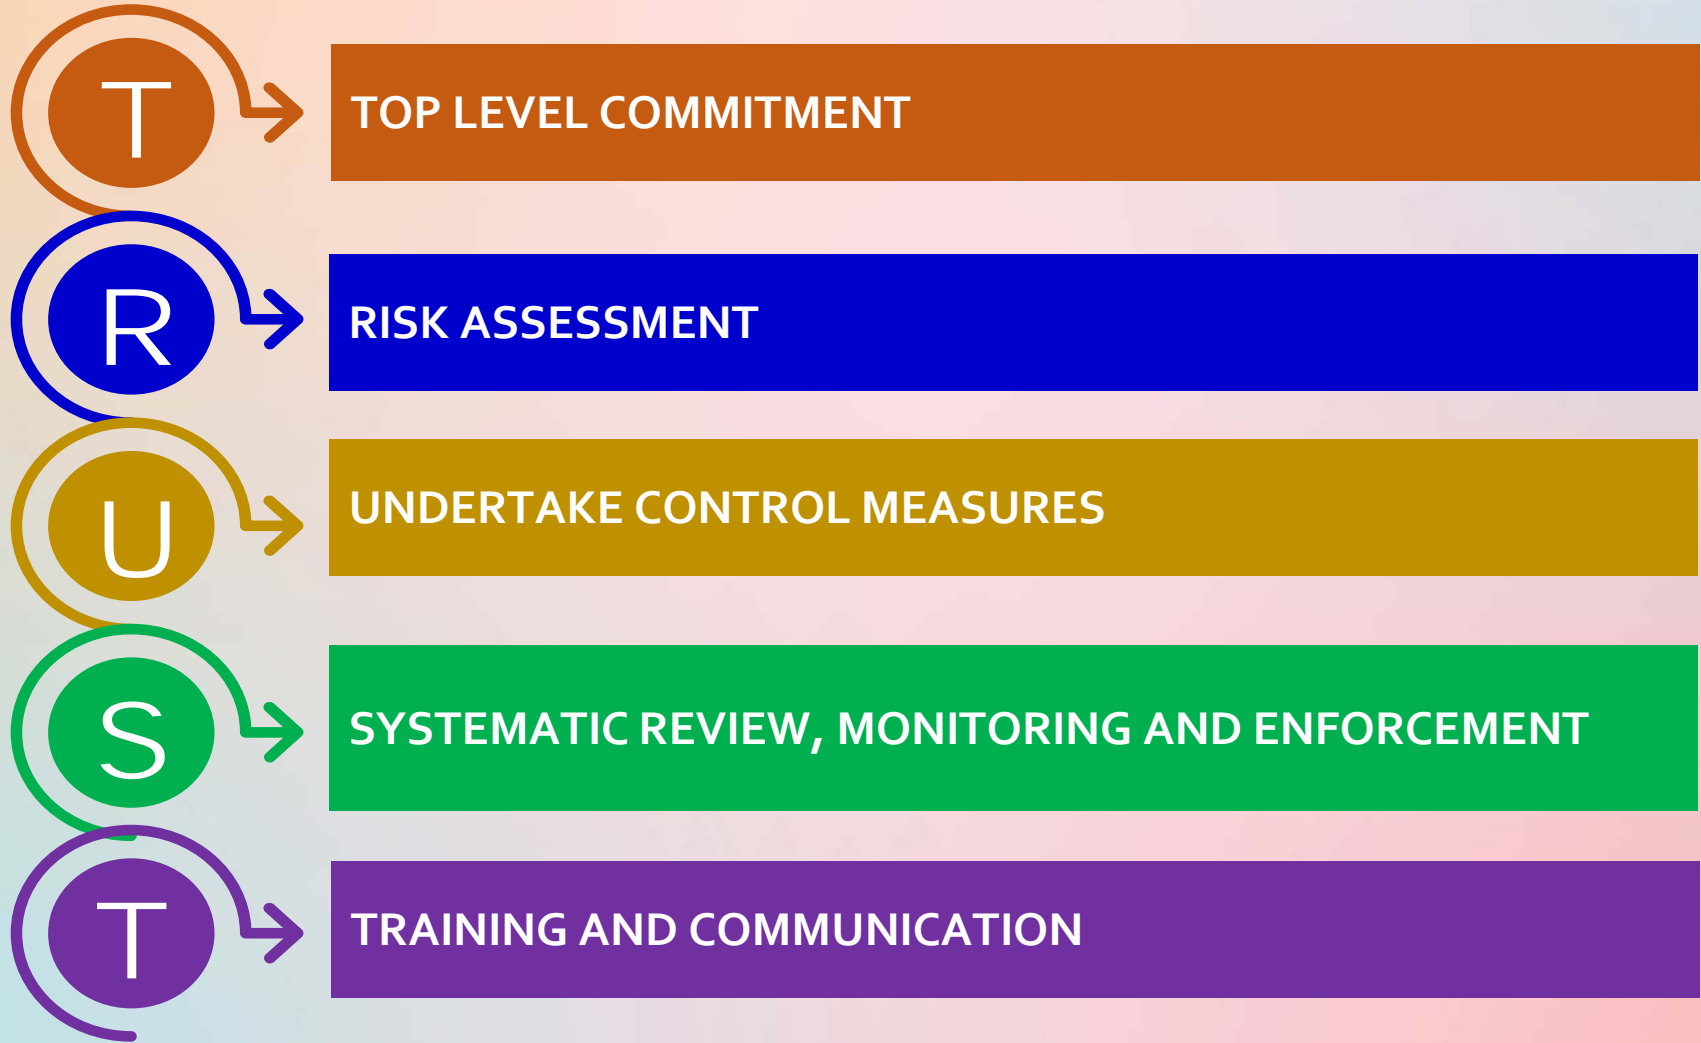 T
TOP LEVEL COMMITMENT
R
RISK ASSESSMENT
U
UNDERTAKE CONTROL MEASURES
S
SYSTEMATIC REVIEW, MONITORING AND ENFORCEMENT
T
TRAINING AND COMMUNICATION